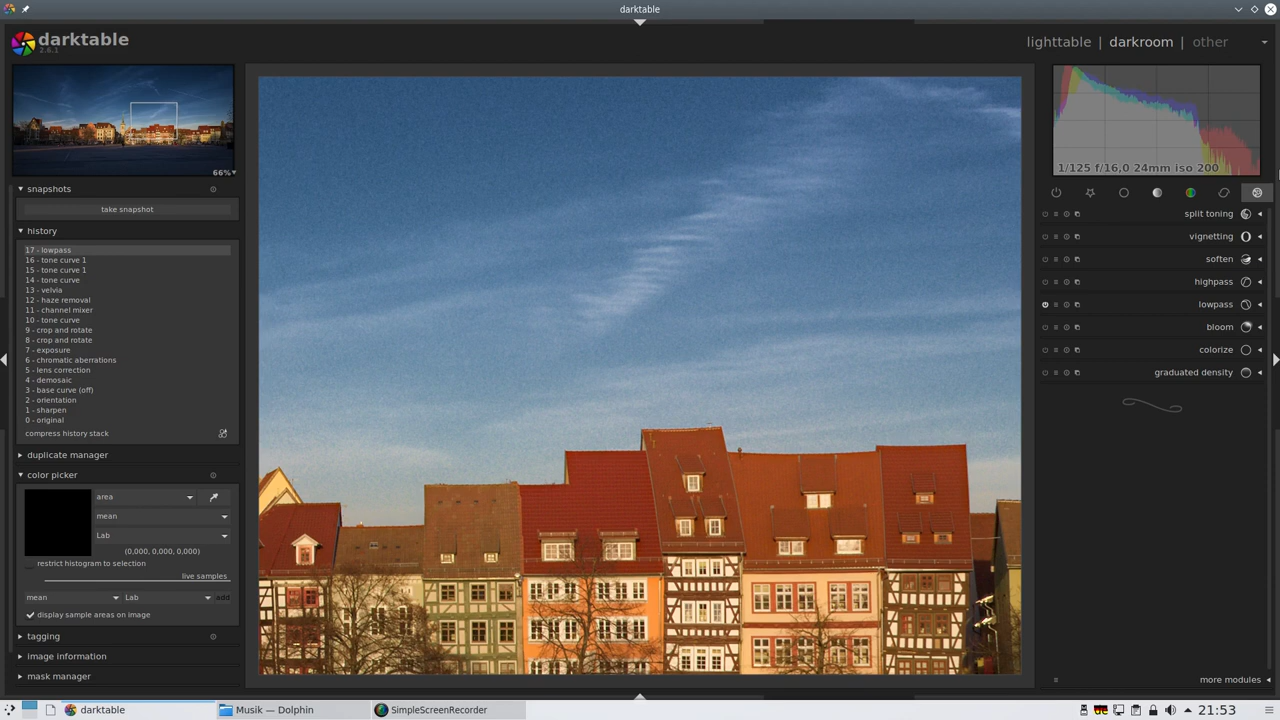 darktable
darktable
2.6.1
lighttable | darkroom | other
66%
1/125 f/16,0 24mm iso 200
snapshots
take snapshot
history
17 - lowpass
16 - tone curve 1
15 - tone curve 1
14 - tone curve
13 - velvia
12 - haze removal
11 - channel mixer
10 - tone curve
9 - crop and rotate
8 - crop and rotate
7 - exposure
6 - chromatic aberrations
5 - lens correction
4 - demosaic
3 - base curve (off)
2 - orientation
1 - sharpen
0 - original
compress history stack
duplicate manager
color picker
area
mean
Lab
(0,000, 0,000, 0,000)
restrict histogram to selection
live samples
mean Lab add
display sample areas on image
tagging
image information
mask manager
split toning
vignetting
soften
highpass
lowpass
bloom
colorize
graduated density
more modules
darktable
Musik — Dolphin
SimpleScreenRecorder
21:53